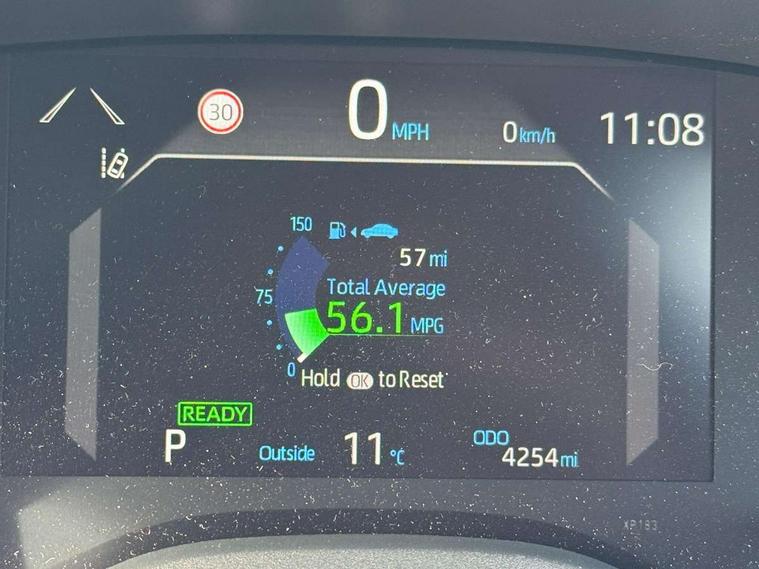 30
0 MPH
0 km/h
11:08
150
57 mi
Total Average
75
56.1 MPG
0
Hold OK to Reset
READY
P
Outside 11 °C
ODO
4254 mi
XP183